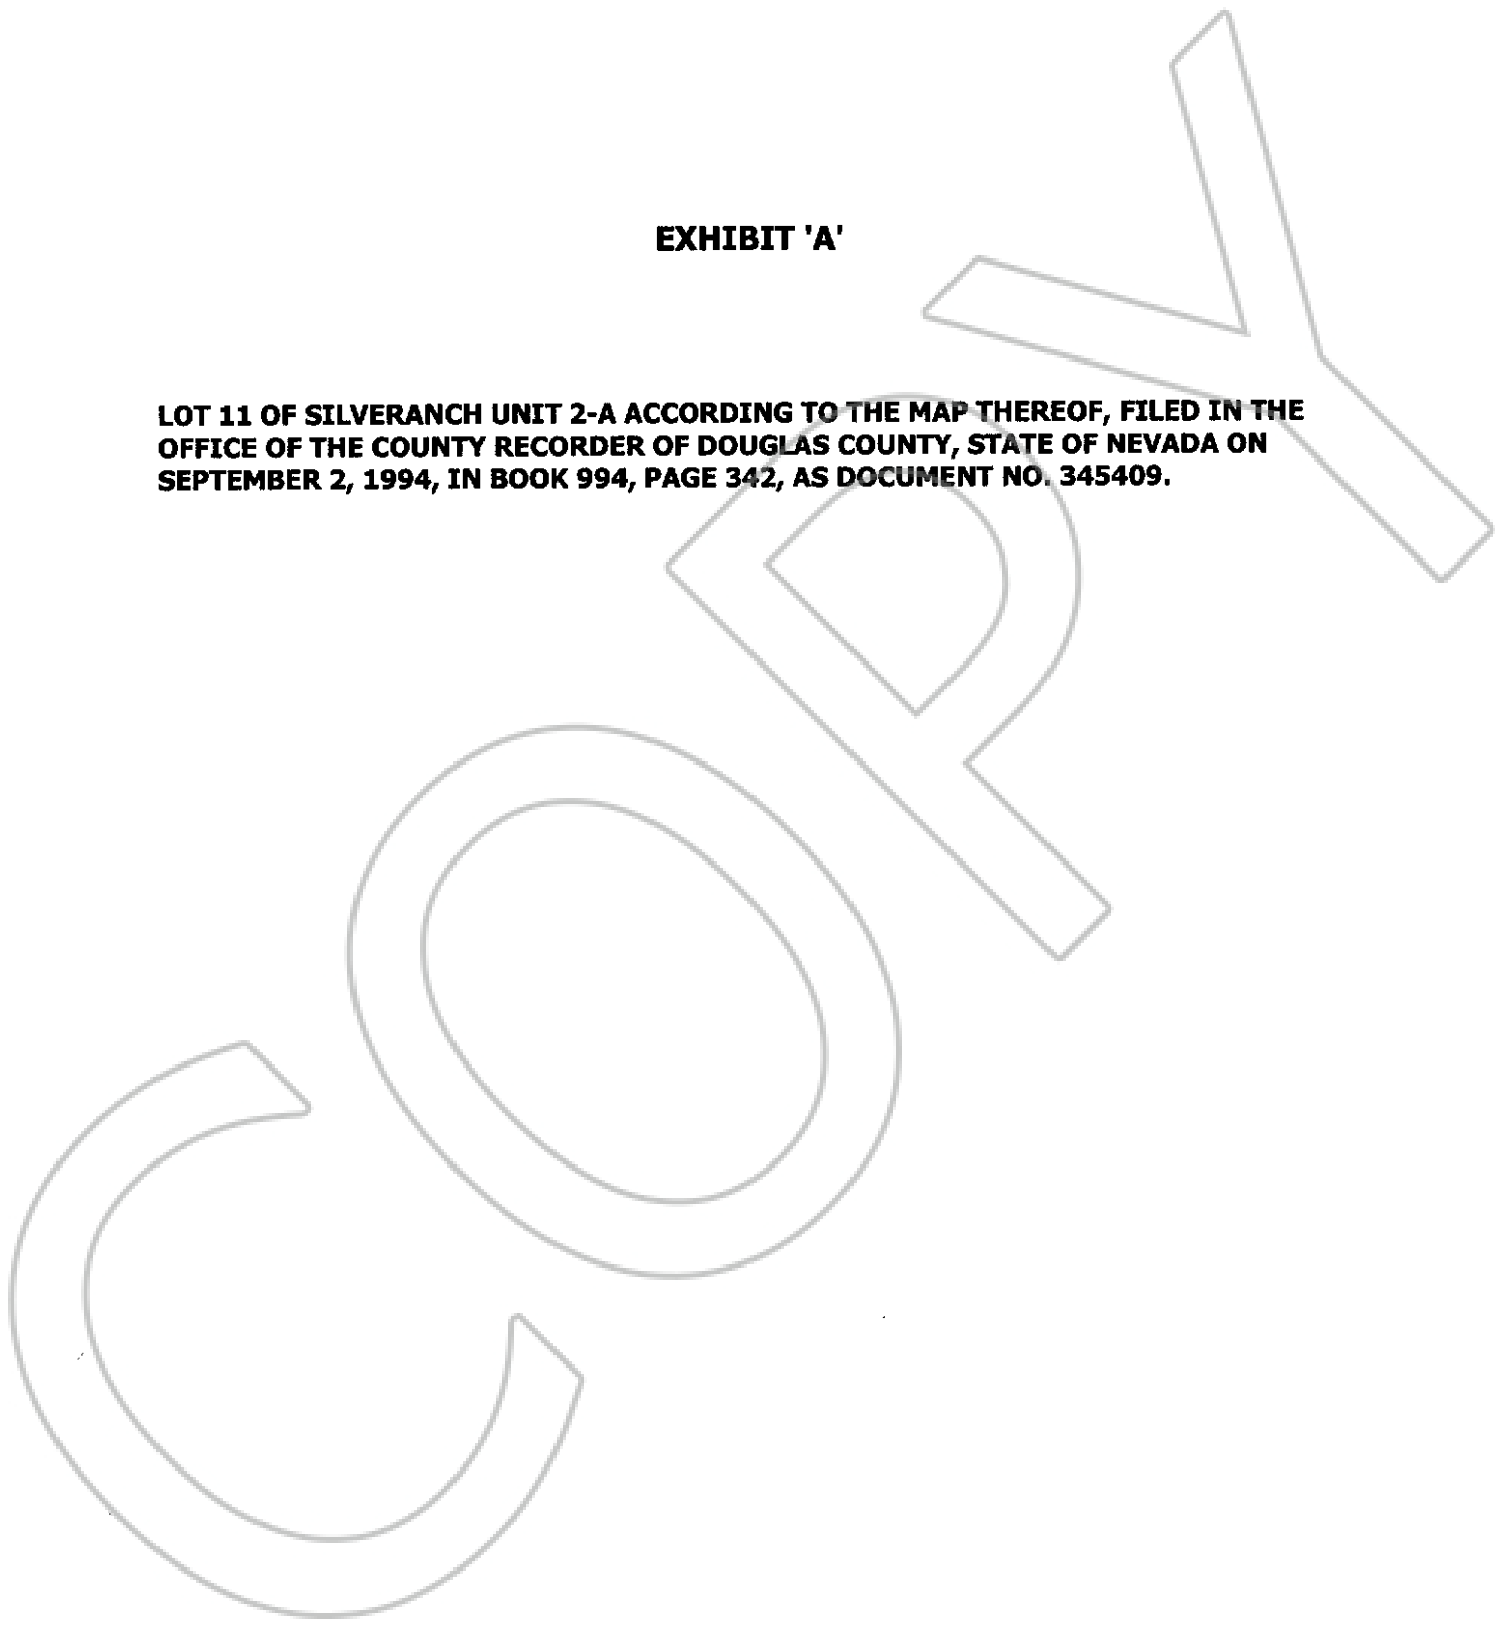 EXHIBIT 'A'
LOT 11 OF SILVERANCH UNIT 2-A ACCORDING TO THE MAP THEREOF, FILED IN THE
OFFICE OF THE COUNTY RECORDER OF DOUGLAS COUNTY, STATE OF NEVADA ON
SEPTEMBER 2, 1994, IN BOOK 994, PAGE 342, AS DOCUMENT NO. 345409.
COPY